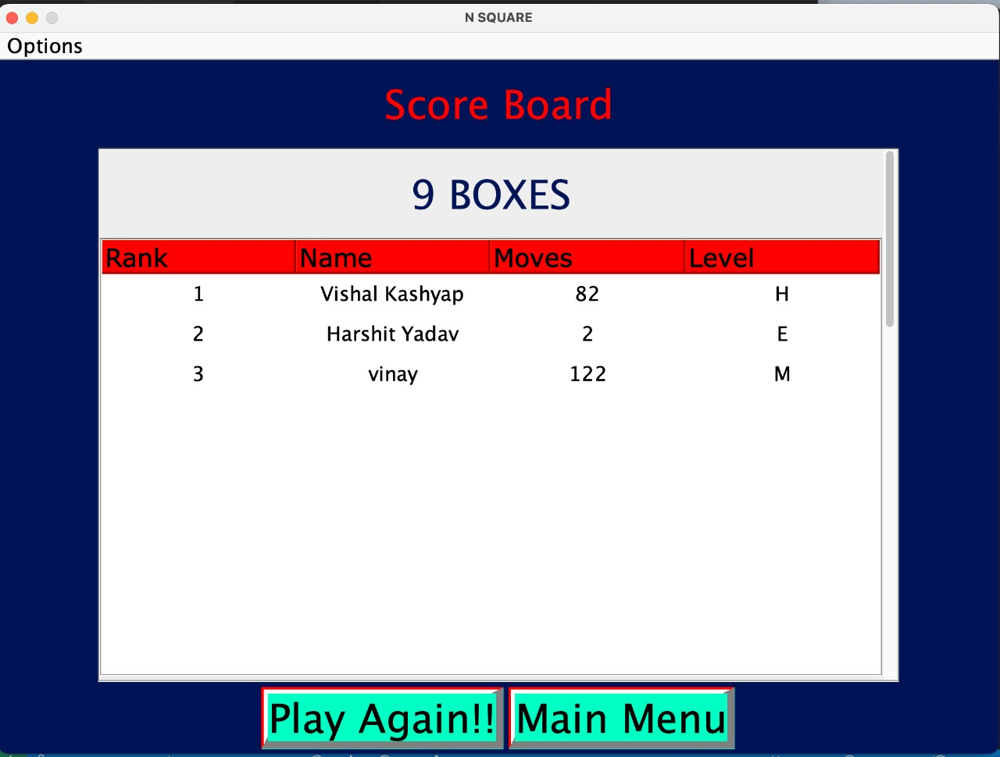 N SQUARE
Options
Score Board
9 BOXES
Rank Name Moves Level
1 Vishal Kashyap 82 H
2 Harshit Yadav 2 E
3 vinay 122 M
Play Again!! Main Menu